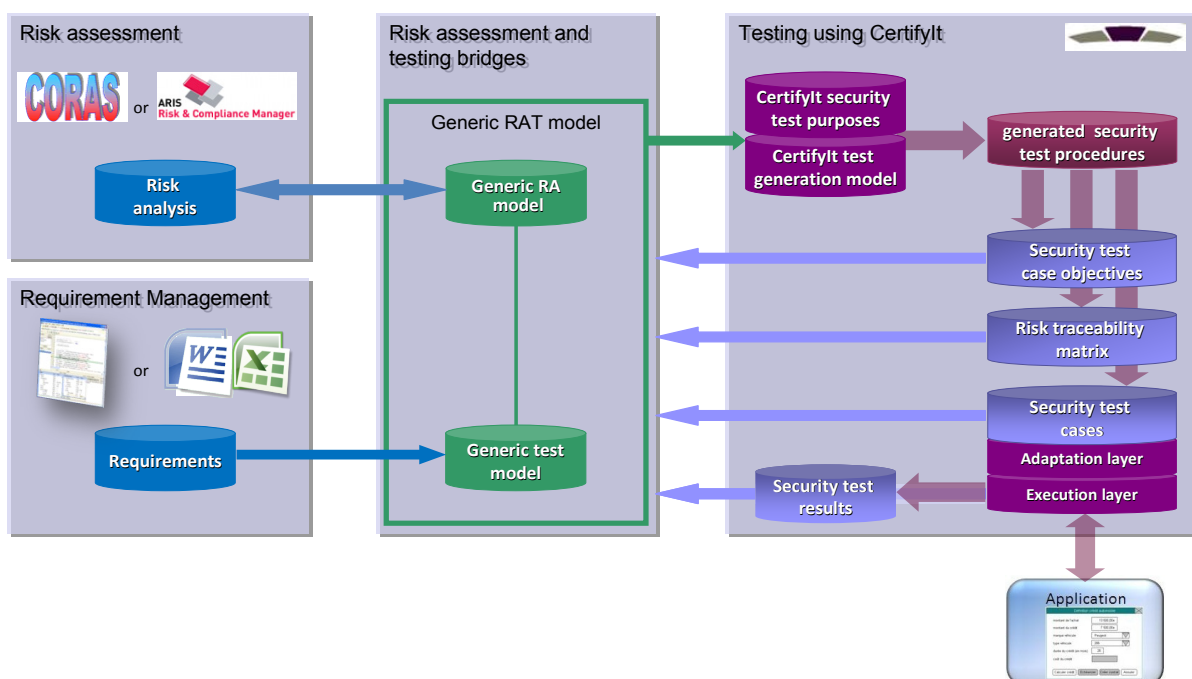 Risk assessment
CORAS
or
ARIS
Risk & Compliance Manager
Risk
analysis
Requirement Management
W
X
or
Requirements
Risk assessment and
testing bridges
Generic RAT model
Generic RA
model
Generic test
model
Testing using CertifyIt
CertifyIt security
test purposes
CertifyIt test
generation model
generated security
test procedures
Security test
case objectives
Risk traceability
matrix
Security test
cases
Adaptation layer
Execution layer
Security test
results
Application